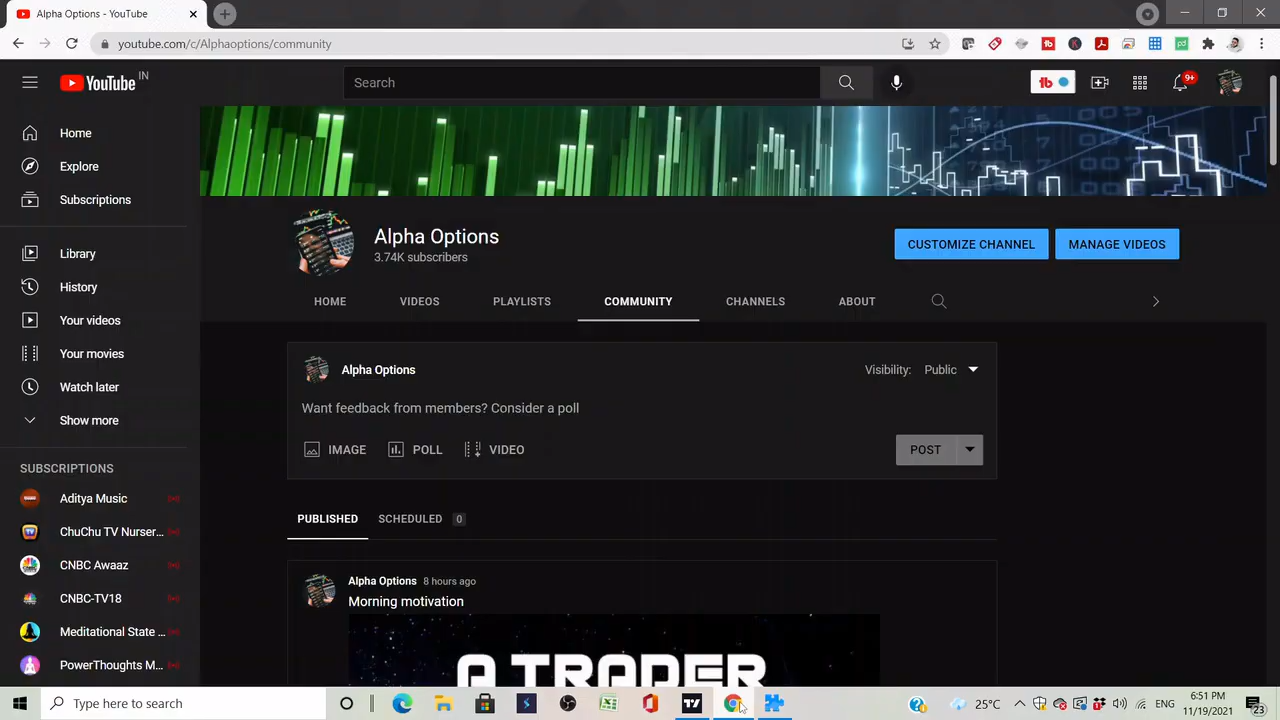 Alpha Options - YouTube
youtube.com/c/Alphaoptions/community
YouTube IN
Search
9+
Home
Explore
Subscriptions
Library
History
Your videos
Your movies
Watch later
Show more
SUBSCRIPTIONS
Aditya Music
ChuChu TV Nurser...
CNBC Awaaz
CNBC-TV18
Meditational State ...
PowerThoughts M...
Alpha Options
3.74K subscribers
CUSTOMIZE CHANNEL
MANAGE VIDEOS
HOME VIDEOS PLAYLISTS COMMUNITY CHANNELS ABOUT
Alpha Options
Visibility: Public
Want feedback from members? Consider a poll
IMAGE POLL VIDEO
POST
PUBLISHED SCHEDULED 0
Alpha Options 8 hours ago
Morning motivation
A TRADER
Type here to search
25°C
ENG
6:51 PM
11/19/2021
23